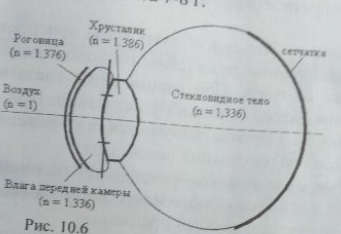 Хрусталик
(n = 1.386)
Роговица
(n = 1.376)
сетчатка
Воздух
(n = 1)
Стекловидное тело
(n = 1,336)
Влага передней камеры
(n = 1.336)
Рис. 10.6